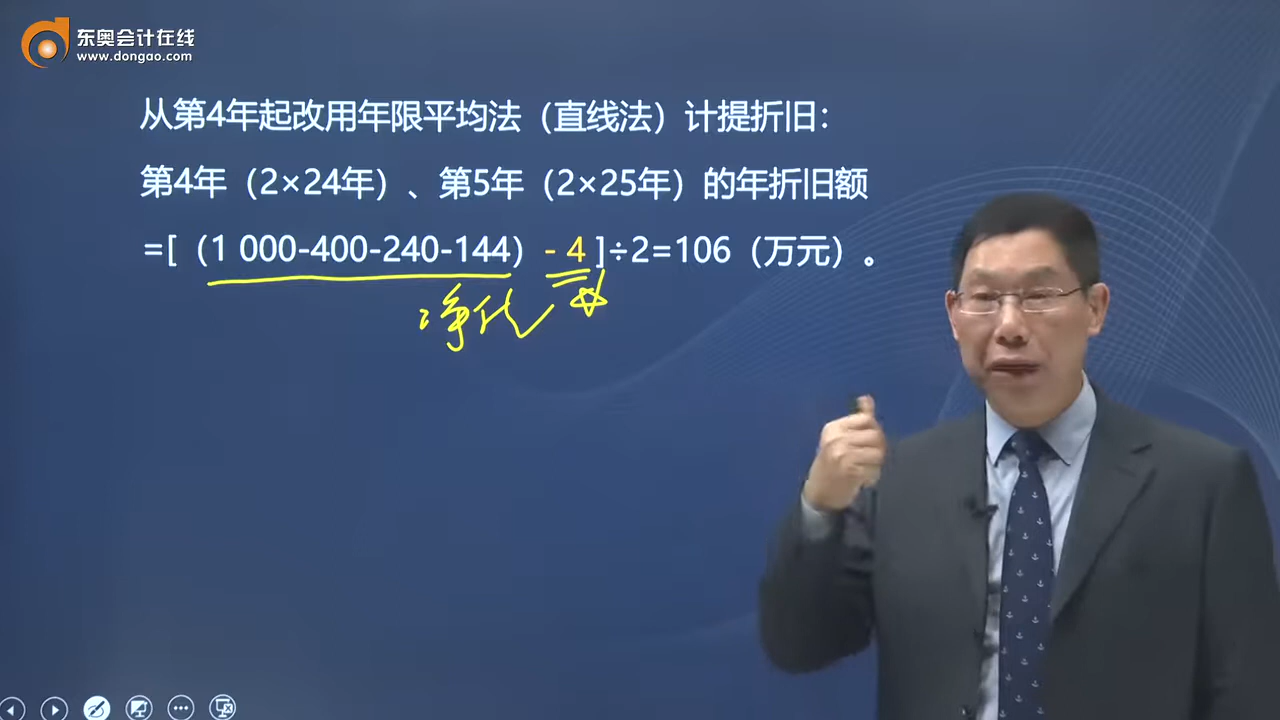 东奥会计在线
www.dongao.com
从第4年起改用年限平均法（直线法）计提折旧：
第4年（2×24年）、第5年（2×25年）的年折旧额
=[（1 000-400-240-144）- 4 ]÷2=106（万元）。
净